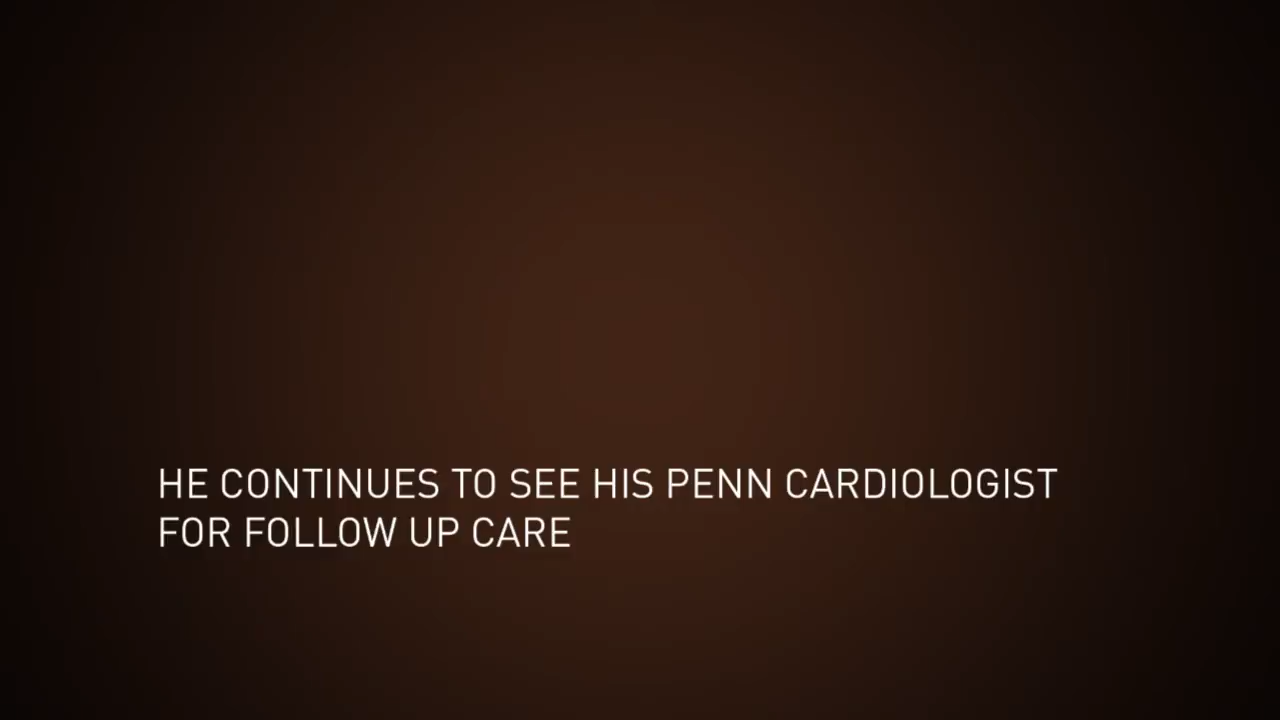 HE CONTINUES TO SEE HIS PENN CARDIOLOGIST
FOR FOLLOW UP CARE